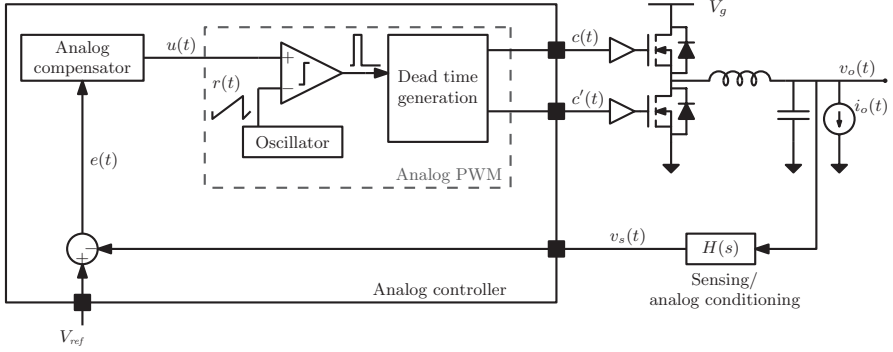 Analog
compensator
u(t)
r(t)
+
−
Oscillator
Dead time
generation
Analog PWM
c(t)
c′(t)
V_g
v_o(t)
i_o(t)
e(t)
−
+
v_s(t)
H(s)
Sensing/
analog conditioning
Analog controller
V_ref